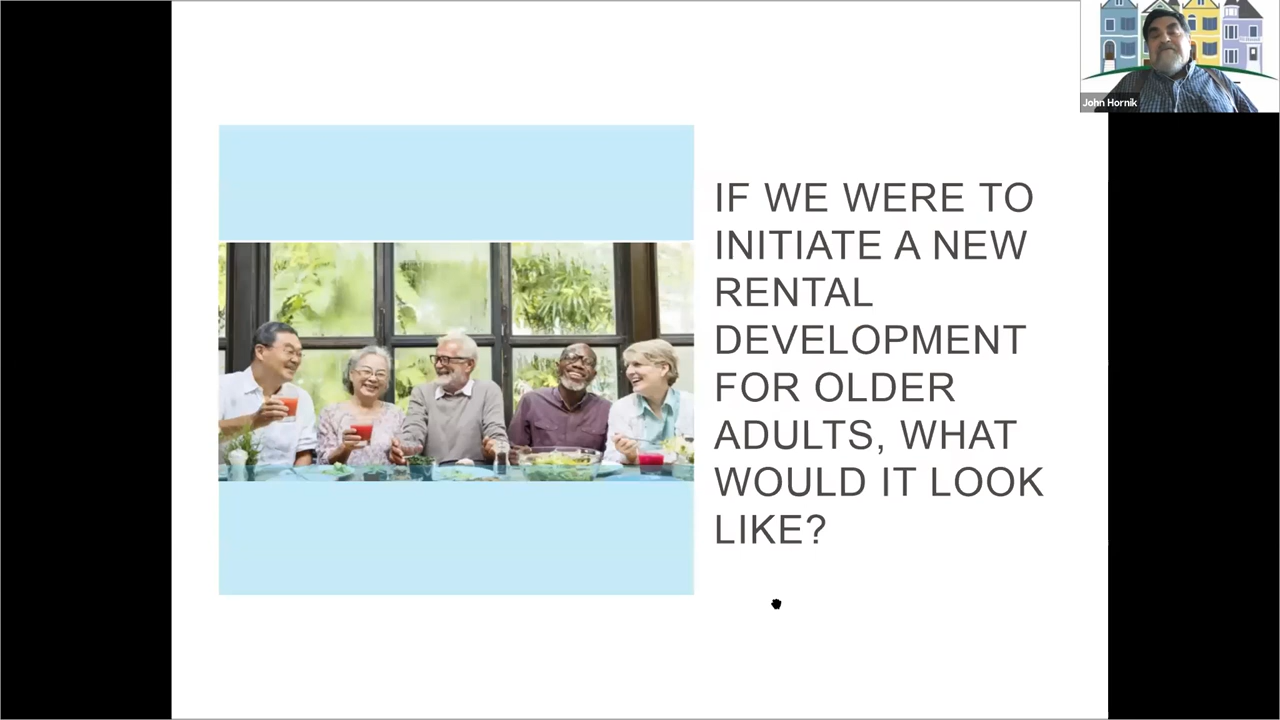 John Hornik
IF WE WERE TO
INITIATE A NEW
RENTAL
DEVELOPMENT
FOR OLDER
ADULTS, WHAT
WOULD IT LOOK
LIKE?